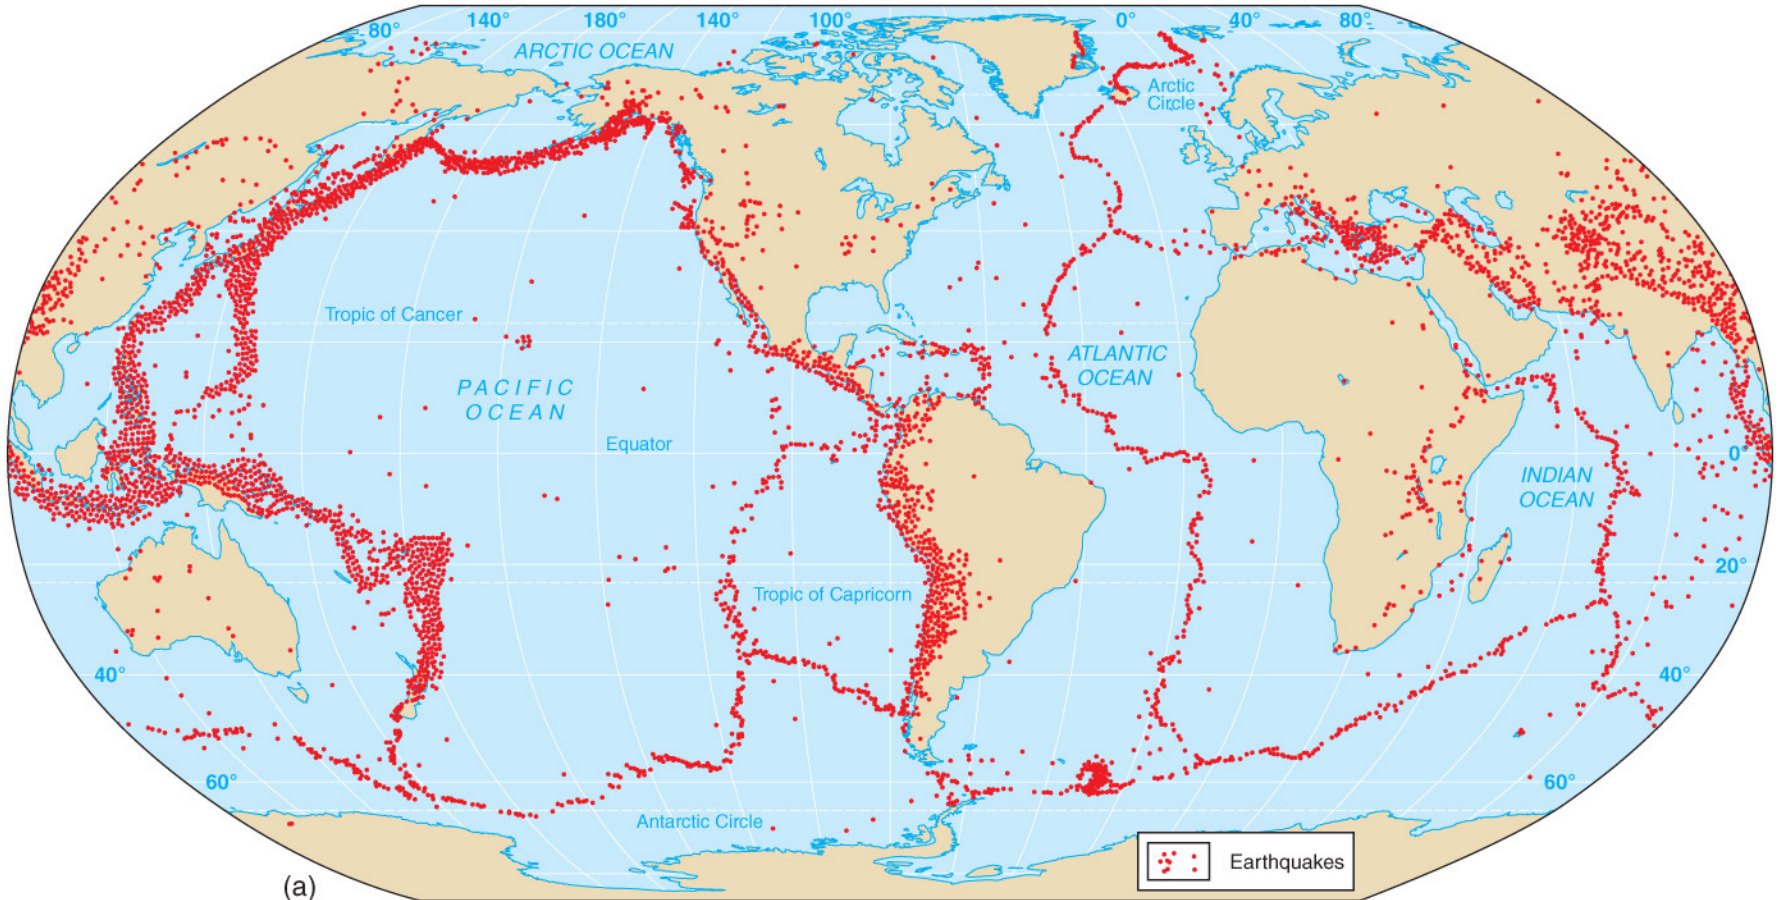 80° 140° 180° 140° 100° 0° 40° 80°
ARCTIC OCEAN
Arctic
Circle
Tropic of Cancer
ATLANTIC
OCEAN
PACIFIC
OCEAN
Equator
0°
INDIAN
OCEAN
20°
Tropic of Capricorn
40° 40°
60° 60°
Antarctic Circle
Earthquakes
(a)